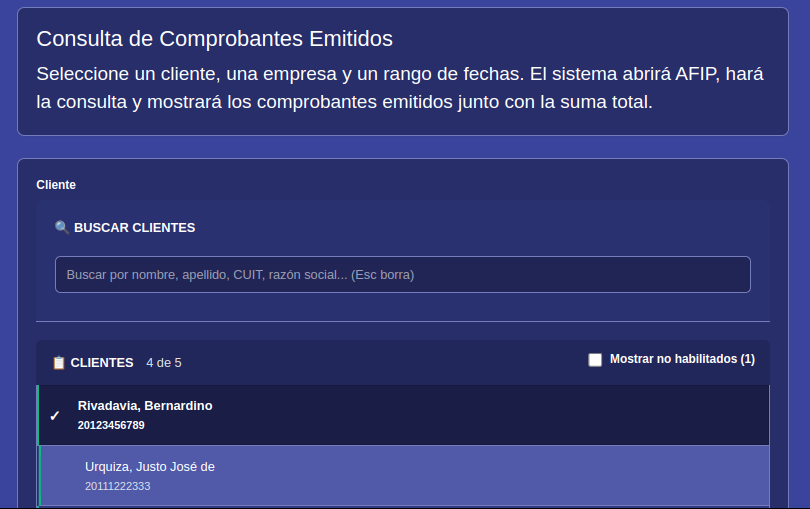 Consulta de Comprobantes Emitidos
Seleccione un cliente, una empresa y un rango de fechas. El sistema abrirá AFIP, hará
la consulta y mostrará los comprobantes emitidos junto con la suma total.
Cliente
🔍 BUSCAR CLIENTES
Buscar por nombre, apellido, CUIT, razón social... (Esc borra)
📋 CLIENTES 4 de 5
Mostrar no habilitados (1)
✓ Rivadavia, Bernardino
20123456789
Urquiza, Justo José de
20111222333